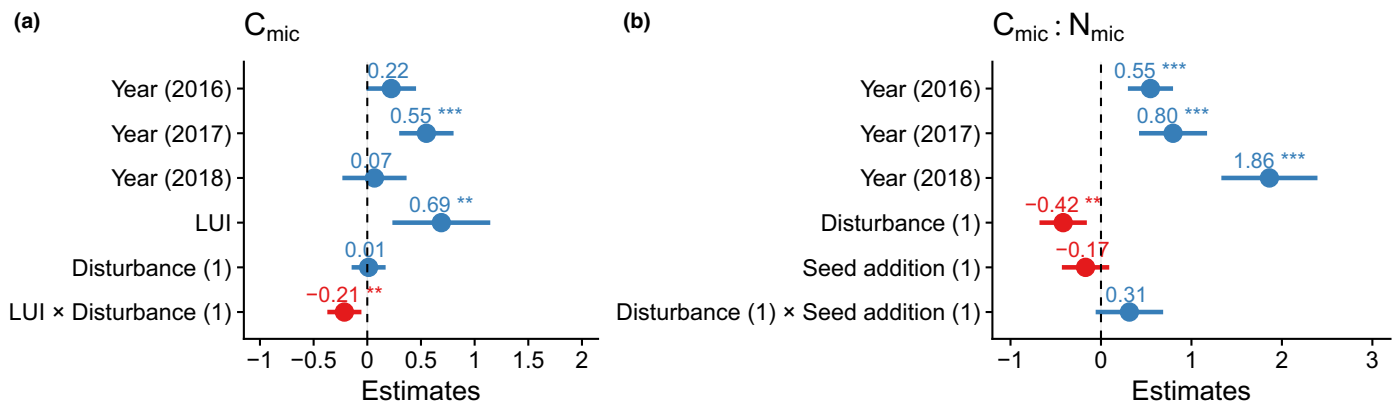 (a)
C_mic
Year (2016)
0.22
Year (2017)
0.55 ***
Year (2018)
0.07
LUI
0.69 **
Disturbance (1)
0.01
LUI × Disturbance (1)
−0.21 **
−1 −0.5 0 0.5 1 1.5 2
Estimates
(b)
C_mic : N_mic
Year (2016)
0.55 ***
Year (2017)
0.80 ***
Year (2018)
1.86 ***
Disturbance (1)
−0.42 **
Seed addition (1)
−0.17
Disturbance (1) × Seed addition (1)
0.31
−1 0 1 2 3
Estimates